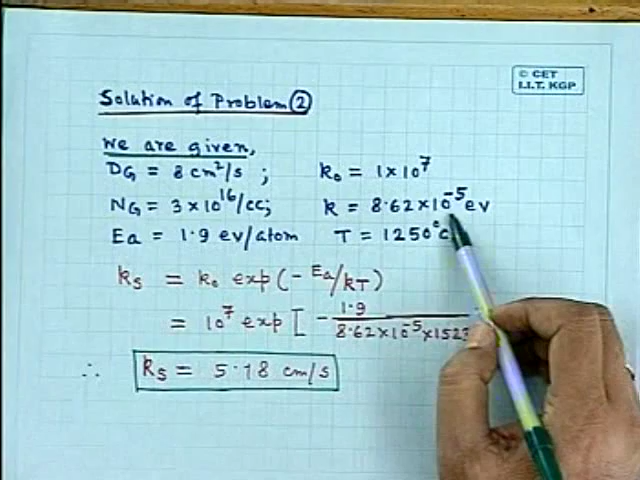 © CET
I.I.T. KGP
Solution of Problem ②
We are given,
DG = 8 cm²/s ; k₀ = 1×10⁷
NG = 3×10¹⁶/cc; k = 8.62×10⁻⁵ ev
Ea = 1.9 ev/atom T = 1250°c
ks = k₀ exp(- Ea/kT)
= 10⁷ exp [ - 1.9
8.62×10⁻⁵×1523
∴ ks = 5.18 cm/s